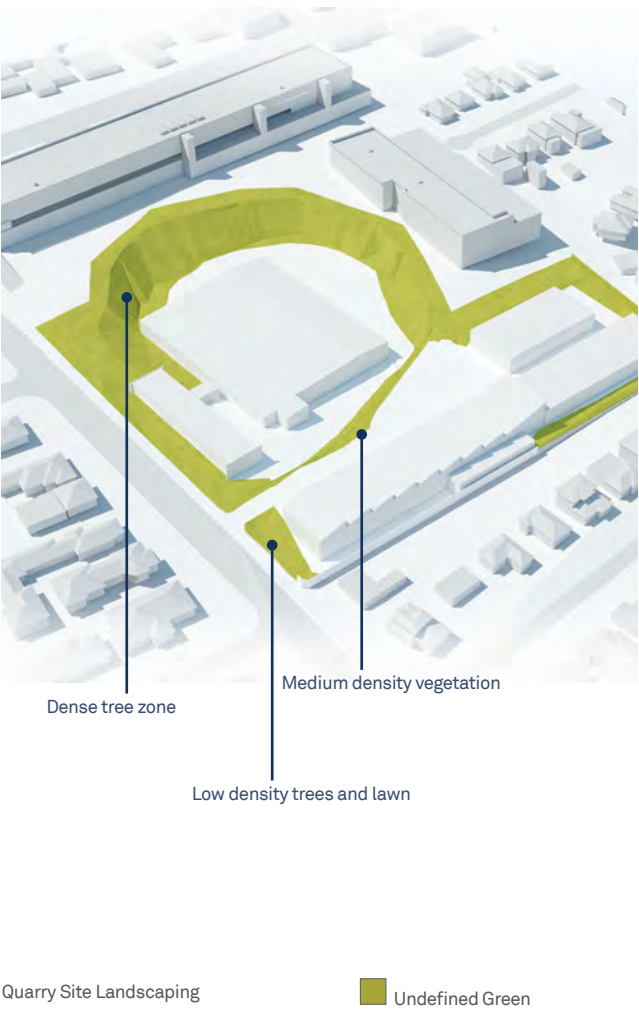 Medium density vegetation
Dense tree zone
Low density trees and lawn
Quarry Site Landscaping
Undefined Green